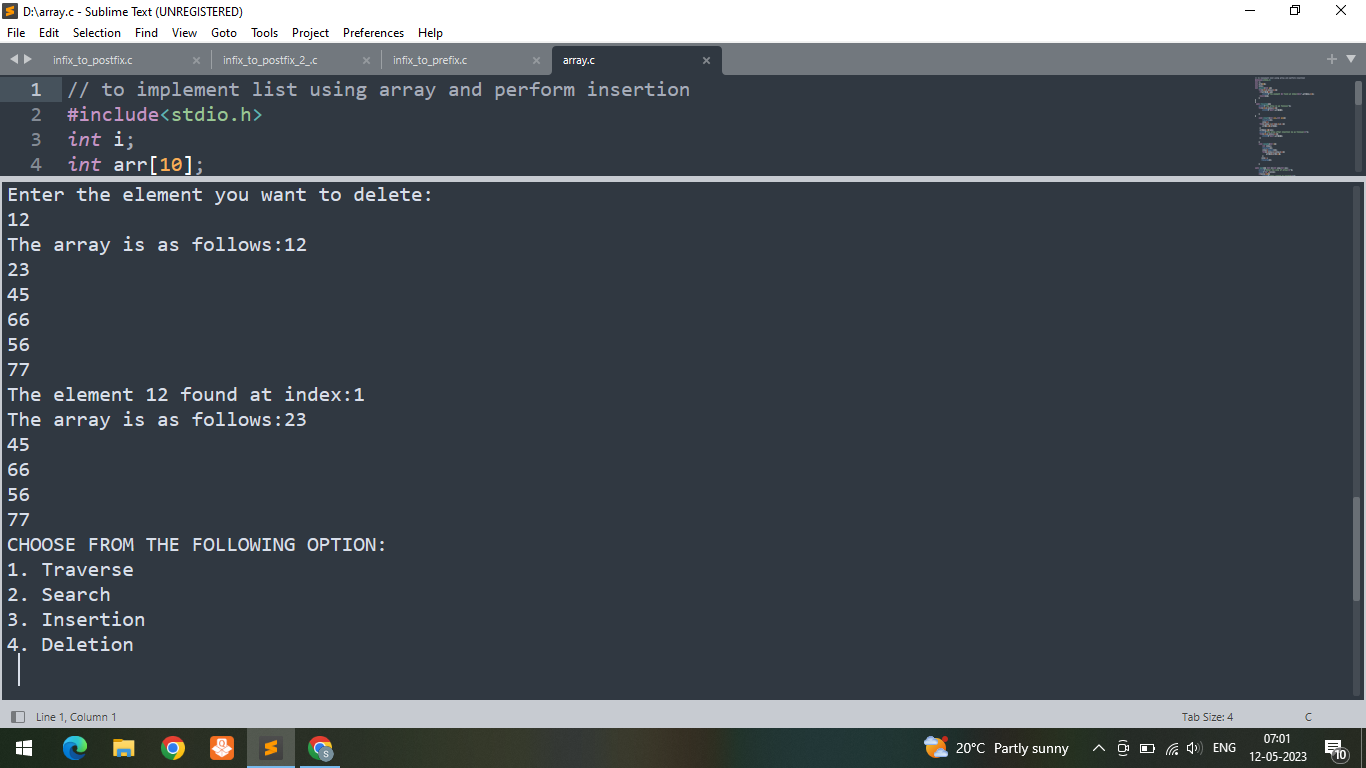 D:\array.c - Sublime Text (UNREGISTERED)
File Edit Selection Find View Goto Tools Project Preferences Help
infix_to_postfix.c infix_to_postfix_2_.c infix_to_prefix.c array.c
1 // to implement list using array and perform insertion
2 #include<stdio.h>
3 int i;
4 int arr[10];
Enter the element you want to delete:
12
The array is as follows:12
23
45
66
56
77
The element 12 found at index:1
The array is as follows:23
45
66
56
77
CHOOSE FROM THE FOLLOWING OPTION:
1. Traverse
2. Search
3. Insertion
4. Deletion
Line 1, Column 1 Tab Size: 4 C
20°C Partly sunny ENG 07:01
12-05-2023 10